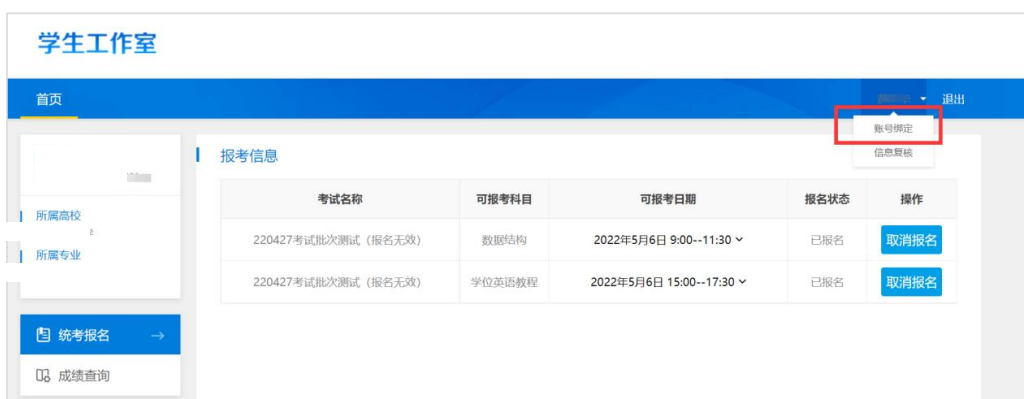 学生工作室
首页
退出
账号绑定
信息复核
所属高校
所属专业
统考报名
成绩查询
报考信息
考试名称 可报考科目 可报考日期 报名状态 操作
220427考试批次测试（报名无效） 数据结构 2022年5月6日 9:00--11:30 已报名 取消报名
220427考试批次测试（报名无效） 学位英语教程 2022年5月6日 15:00--17:30 已报名 取消报名